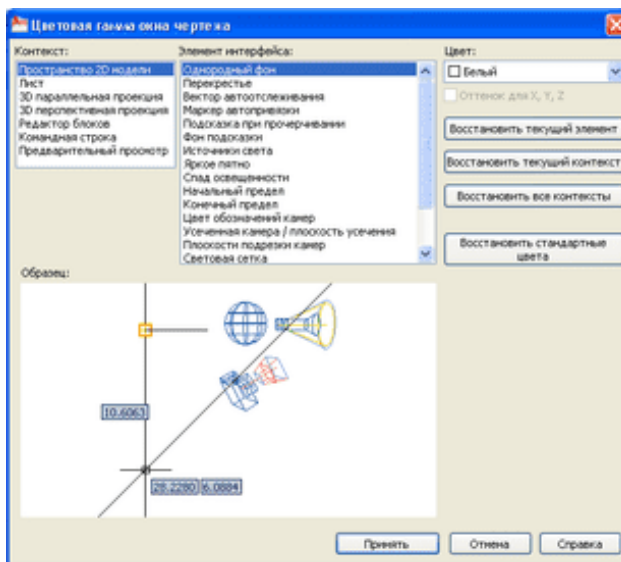 Цветовая гамма окна чертежа
Контекст:
Пространство 2D модели
Лист
3D параллельная проекция
3D перспективная проекция
Редактор блоков
Командная строка
Предварительный просмотр
Элемент интерфейса:
Однородный фон
Перекрестье
Вектор автоотслеживания
Маркер автопривязки
Подсказка при прочерчивании
Фон подсказки
Источники света
Яркое пятно
Спад освещенности
Начальный предел
Конечный предел
Цвет обозначений камер
Усеченная камера / плоскость усечения
Плоскости подрезки камер
Световая сетка
Цвет:
Белый
Оттенок для X, Y, Z
Восстановить текущий элемент
Восстановить текущий контекст
Восстановить все контексты
Восстановить стандартные
цвета
Образец:
10.6063
28.2280 6.0884
Принять
Отмена
Справка